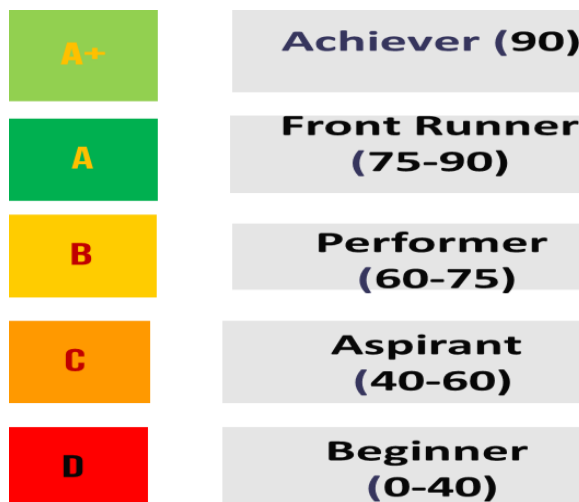 A+
Achiever (90)
A
Front Runner
(75-90)
B
Performer
(60-75)
C
Aspirant
(40-60)
D
Beginner
(0-40)